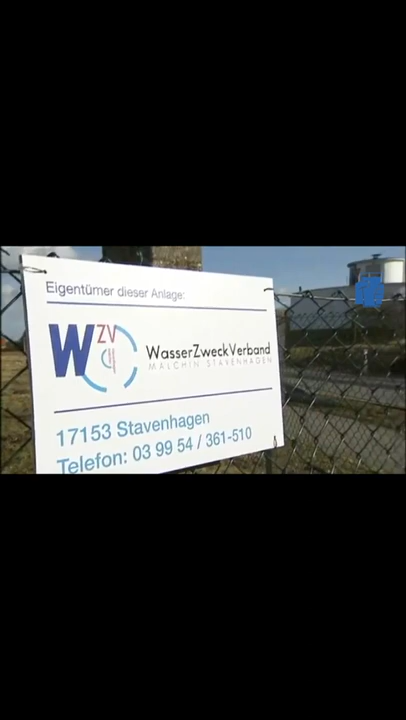 Eigentümer dieser Anlage:
WZV
WasserZweckVerband
MALCHIN STAVENHAGEN
17153 Stavenhagen
Telefon: 03 99 54 / 361-510